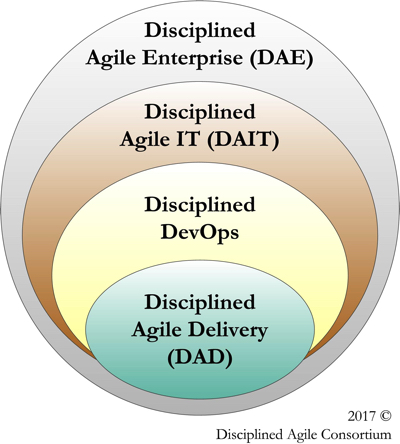 Disciplined
Agile Enterprise (DAE)
Disciplined
Agile IT (DAIT)
Disciplined
DevOps
Disciplined
Agile Delivery
(DAD)
2017 ©
Disciplined Agile Consortium